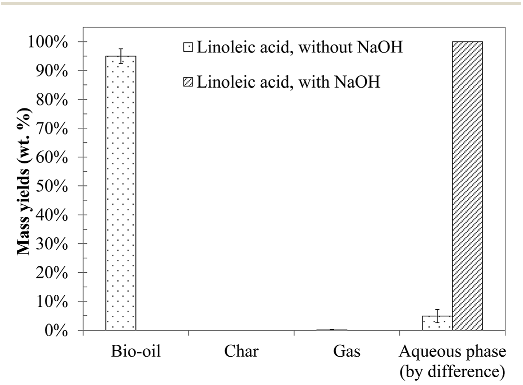 Mass yields (wt. %)
100%
90%
80%
70%
60%
50%
40%
30%
20%
10%
0%
Linoleic acid, without NaOH
Linoleic acid, with NaOH
Bio-oil
Char
Gas
Aqueous phase
(by difference)